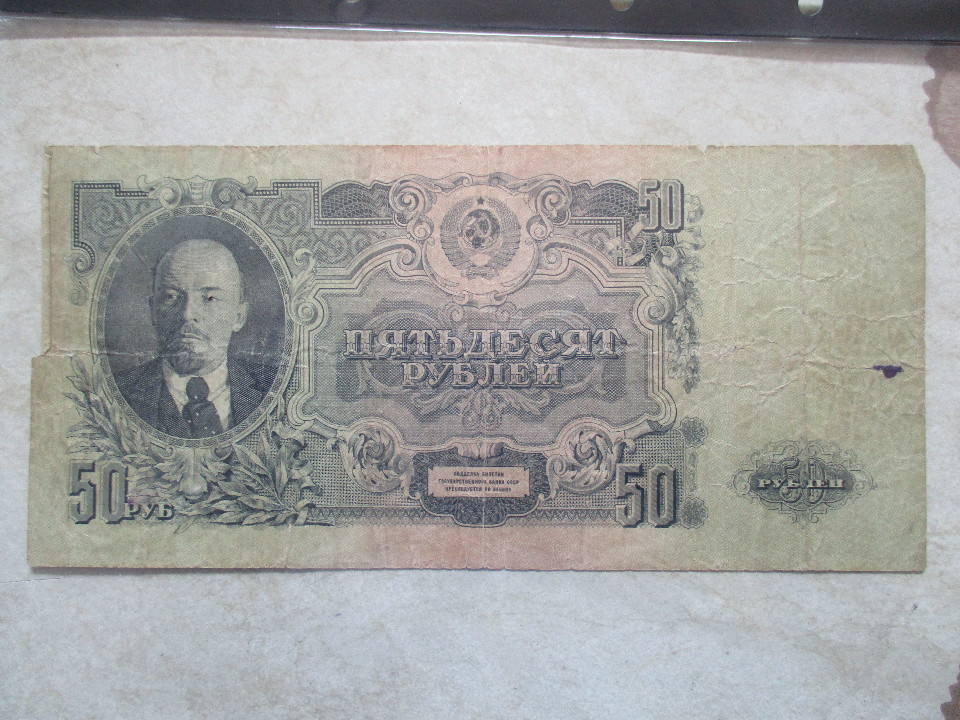 50
ПЯТЬДЕСЯТ
РУБЛЕЙ
50 РУБ
ПОДДЕЛКА БИЛЕТОВ
ГОСУДАРСТВЕННОГО БАНКА СССР
ПРЕСЛЕДУЕТСЯ ПО ЗАКОНУ
50
50
РУБЛЕЙ